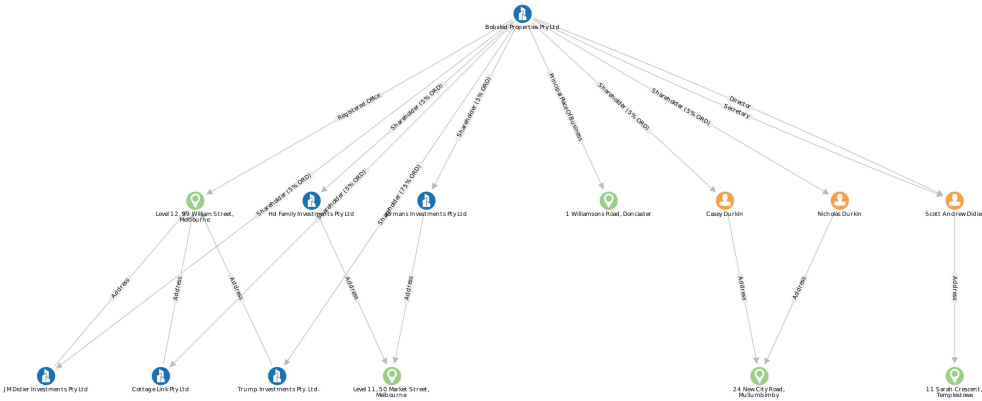 Bobsled Properties Pty Ltd
Registered Office
Shareholder (5% ORD)
Shareholder (5% ORD)
Principal Place Of Business
Shareholder (5% ORD)
Shareholder (5% ORD)
Director
Secretary
Shareholder (5% ORD)
Shareholder (5% ORD)
Shareholder (75% ORD)
Level 12, 99 William Street,
Melbourne
Hd Family Investments Pty Ltd
Investments Pty Ltd
1 Williamsons Road, Doncaster
Casey Durkin
Nicholas Durkin
Scott Andrew Didier
Address
Address
Address
Address
Address
Address
Address
Address
JM Didier Investments Pty Ltd
Cottage Link Pty Ltd
Trump Investments Pty. Ltd.
Level 11, 50 Market Street,
Melbourne
24 New City Road,
Mullumbimby
11 Sarah Crescent,
Templestowe